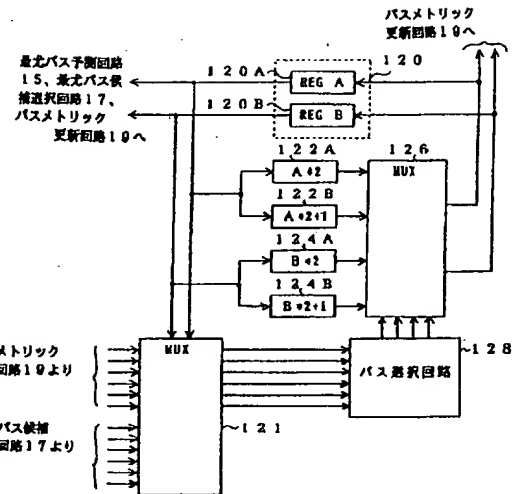 パスメトリック
更新回路19へ
最尤パス予測回路
15、最尤パス候
補選択回路17、
パスメトリック
更新回路19へ
120A
REG A
120
120B
REG B
122A
A*2
126
MUX
122B
A*2+1
124A
B*2
124B
B*2+1
メトリック
回路19より
MUX
パス選択回路
128
パス候補
回路17より
121